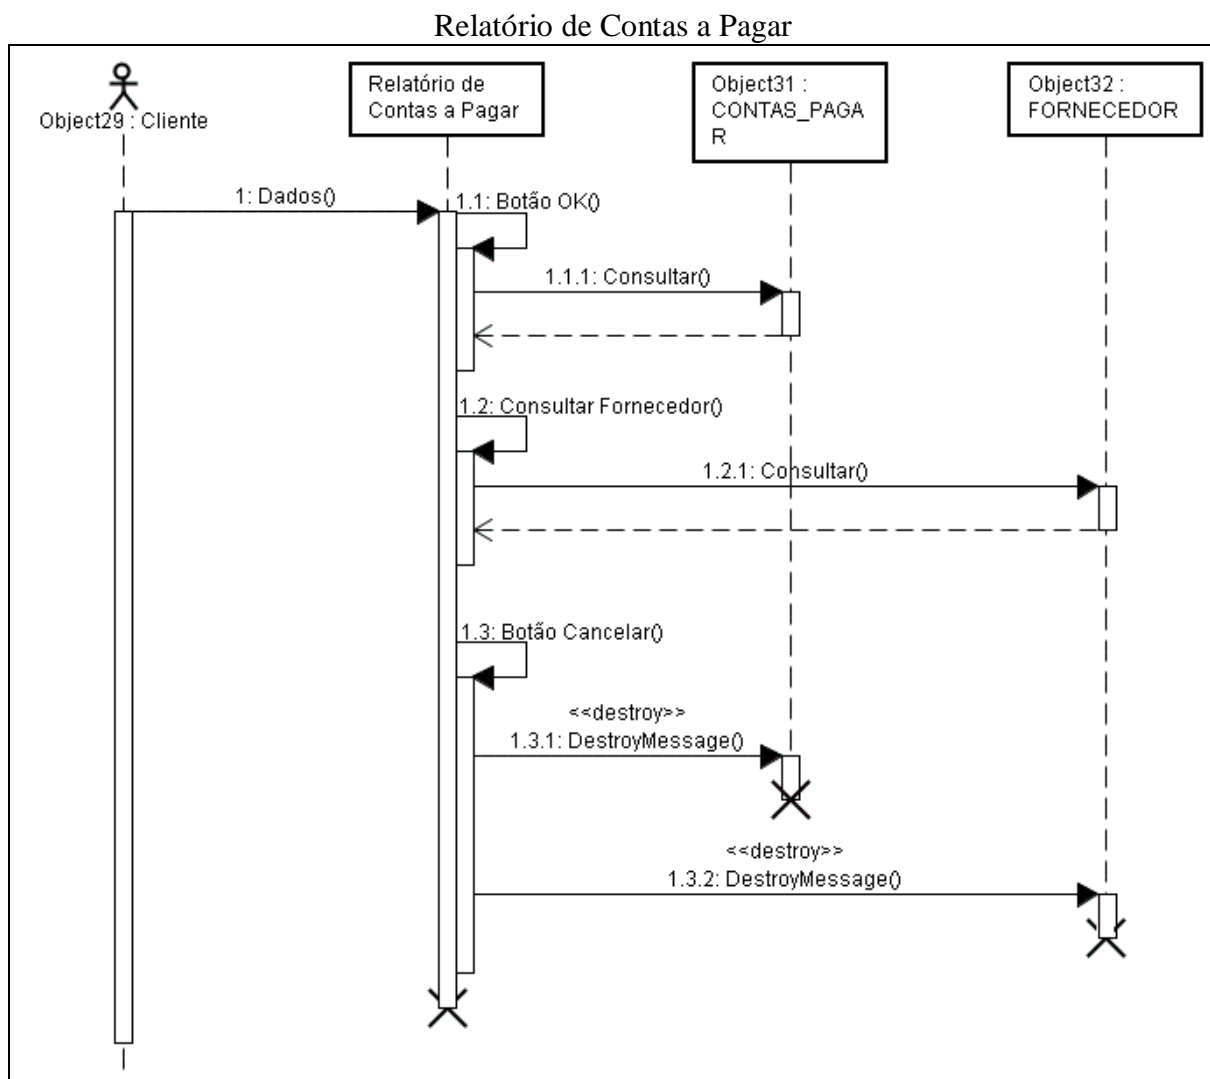 Relatório de Contas a Pagar
Object29 : Cliente
Relatório de
Contas a Pagar
Object31 :
CONTAS_PAGA
R
Object32 :
FORNECEDOR
1: Dados()
1.1: Botão OK()
1.1.1: Consultar()
1.2: Consultar Fornecedor()
1.2.1: Consultar()
1.3: Botão Cancelar()
<<destroy>>
1.3.1: DestroyMessage()
<<destroy>>
1.3.2: DestroyMessage()